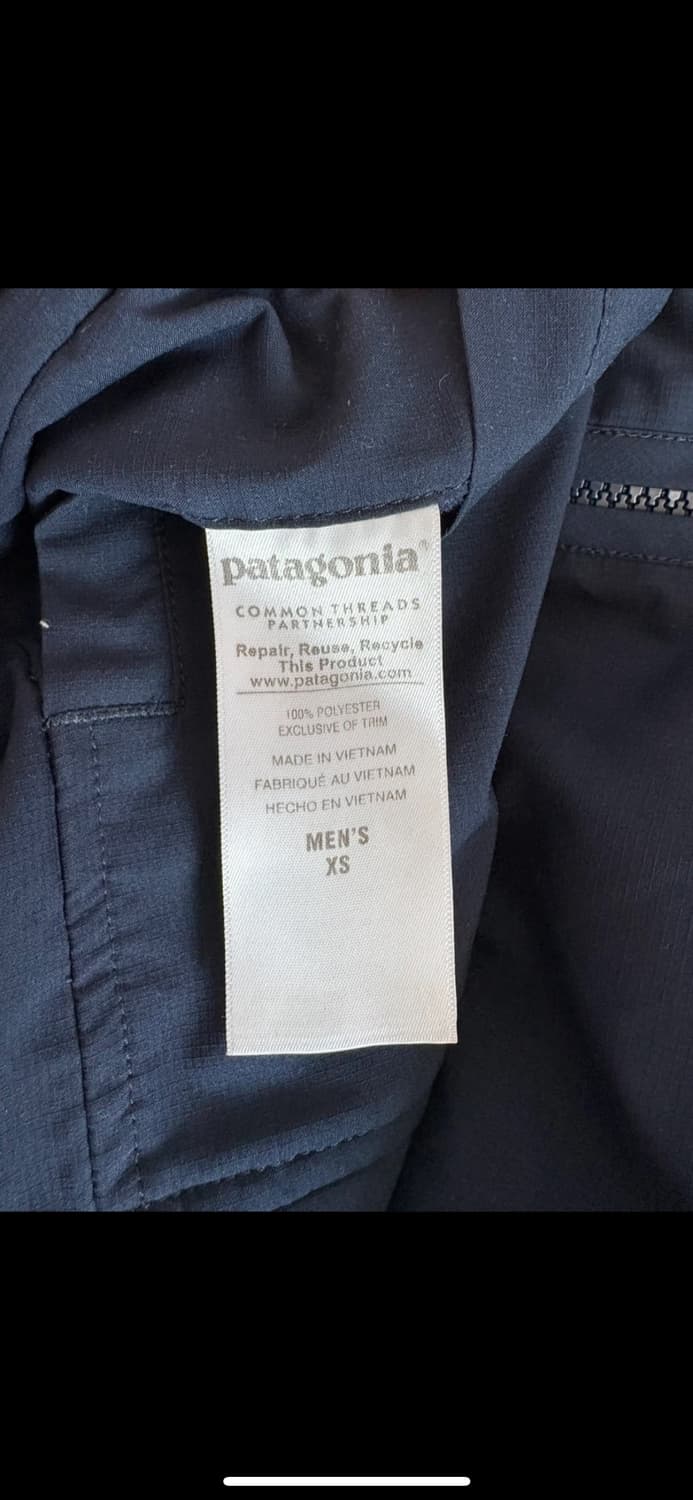 patagonia®
COMMON THREADS
PARTNERSHIP
Repair, Reuse, Recycle
This Product
www.patagonia.com
100% POLYESTER
EXCLUSIVE OF TRIM
MADE IN VIETNAM
FABRIQUÉ AU VIETNAM
HECHO EN VIETNAM
MEN'S
XS